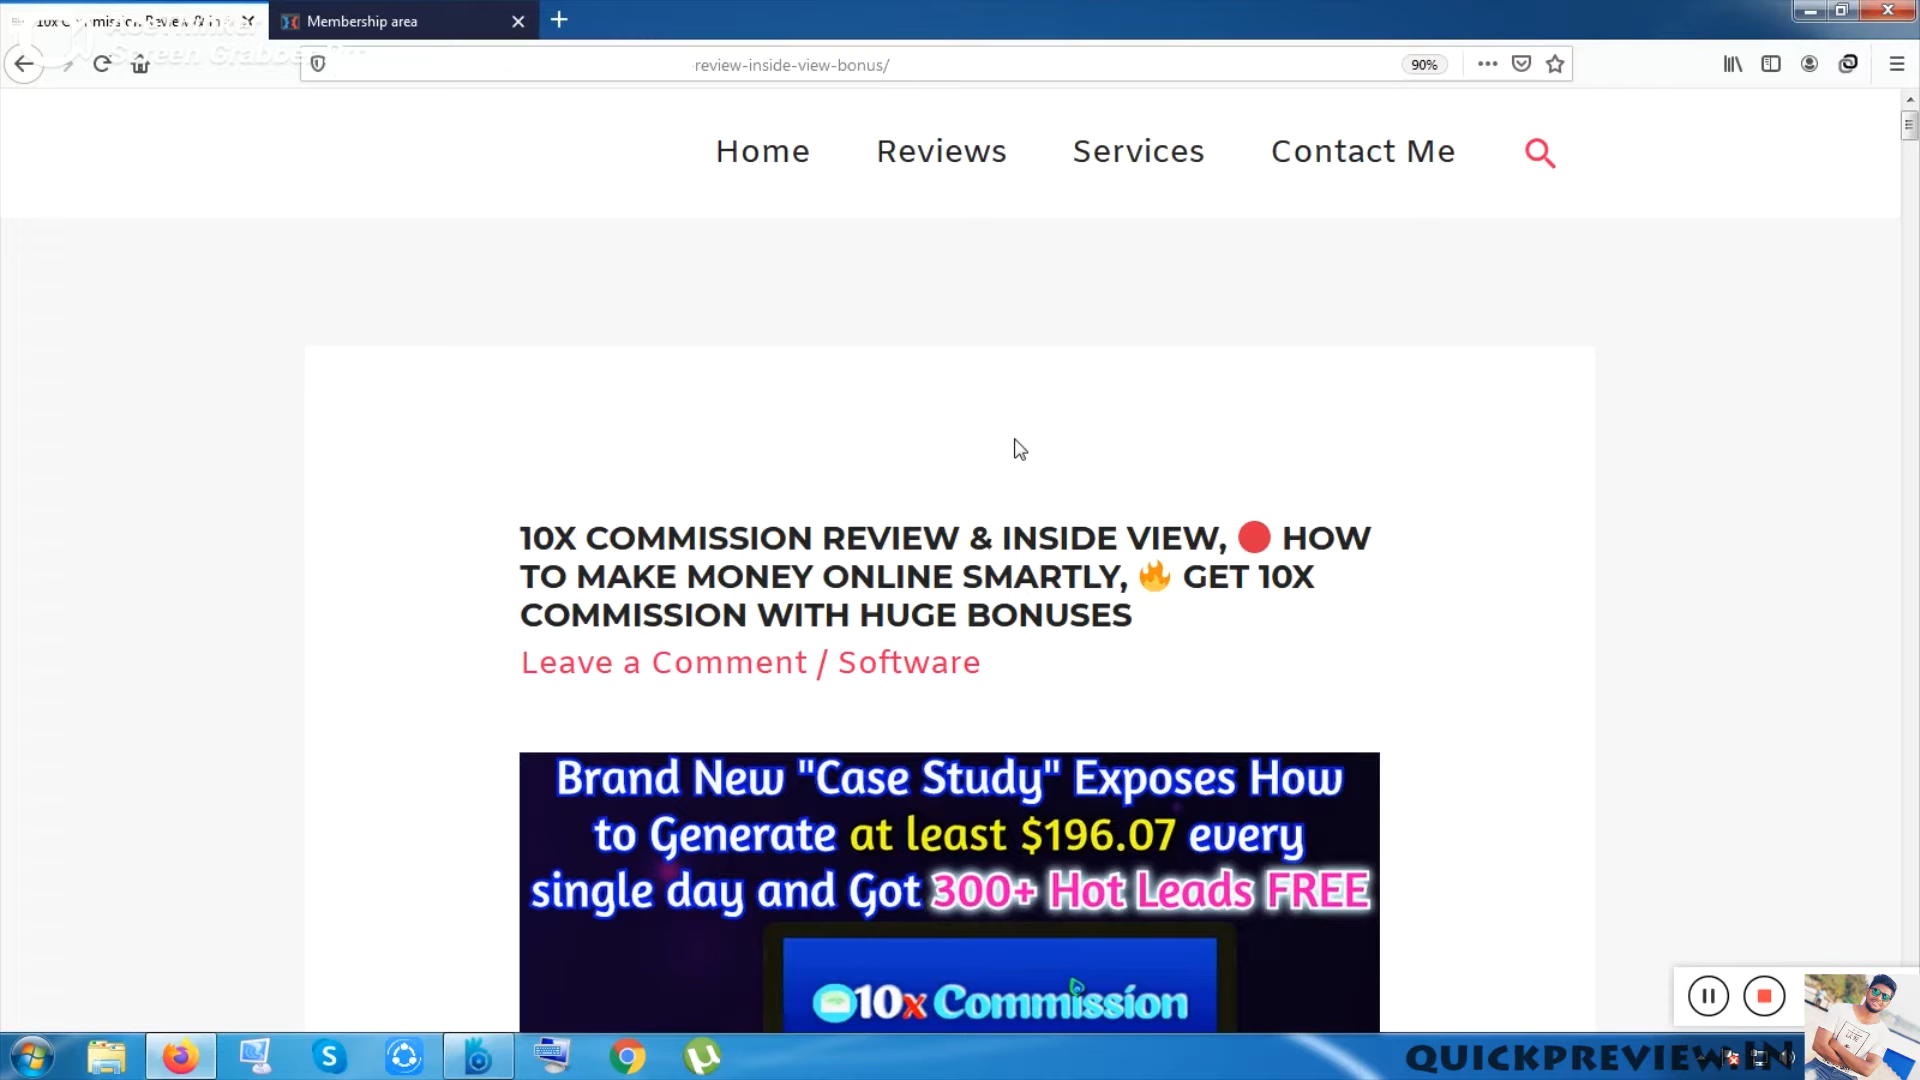 Membership area
review-inside-view-bonus/
90%
Home
Reviews
Services
Contact Me
10X COMMISSION REVIEW & INSIDE VIEW, 🔴 HOW
TO MAKE MONEY ONLINE SMARTLY, 🔥 GET 10X
COMMISSION WITH HUGE BONUSES
Leave a Comment / Software
Brand New "Case Study" Exposes How
to Generate at least $196.07 every
single day and Got 300+ Hot Leads FREE
10x Commission
QUICKPREVIEW.IN